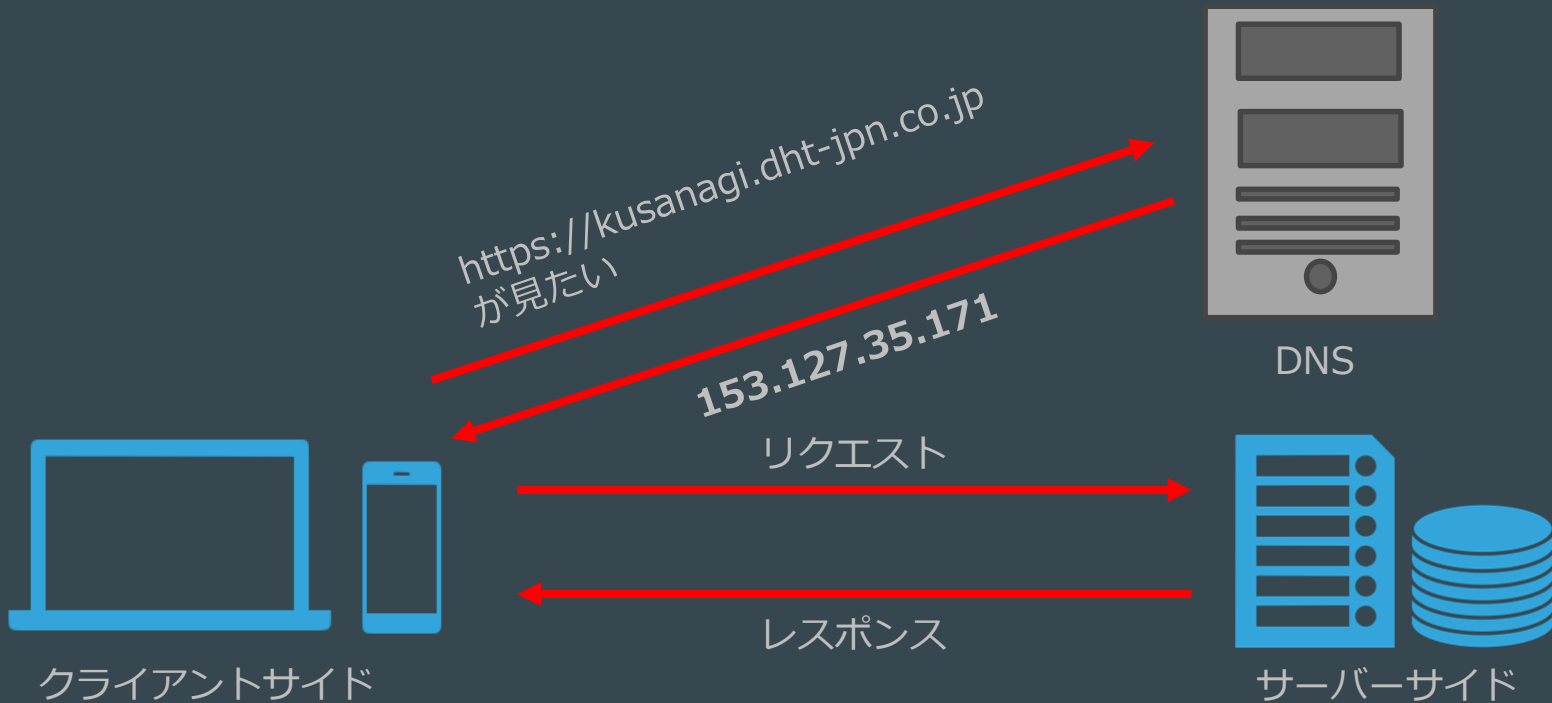 https://kusanagi.dht-jpn.co.jp
が見たい
153.127.35.171
DNS
リクエスト
レスポンス
クライアントサイド
サーバーサイド